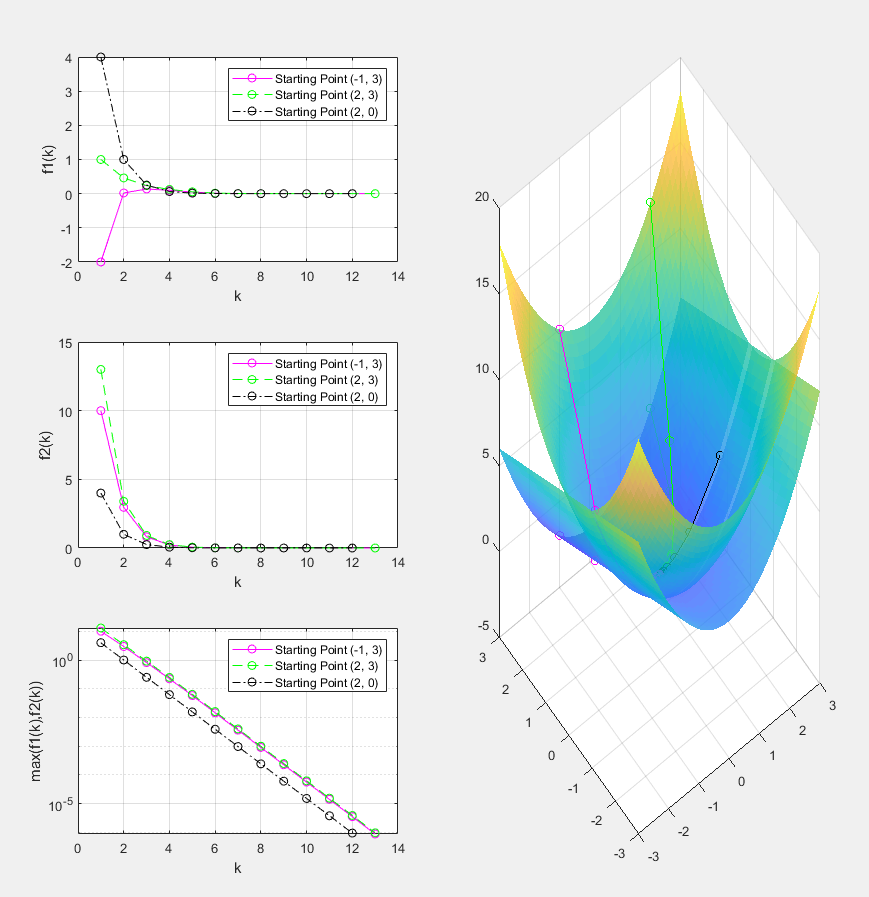 4
3
2
1
0
-1
-2
f1(k)
0 2 4 6 8 10 12 14
k
Starting Point (-1, 3)
Starting Point (2, 3)
Starting Point (2, 0)
15
10
5
0
f2(k)
0 2 4 6 8 10 12 14
k
Starting Point (-1, 3)
Starting Point (2, 3)
Starting Point (2, 0)
10^0
10^-5
max(f1(k),f2(k))
0 2 4 6 8 10 12 14
k
Starting Point (-1, 3)
Starting Point (2, 3)
Starting Point (2, 0)
20
15
10
5
0
-5
3
2
1
0
-1
-2
-3
-3
-2
-1
0
1
2
3